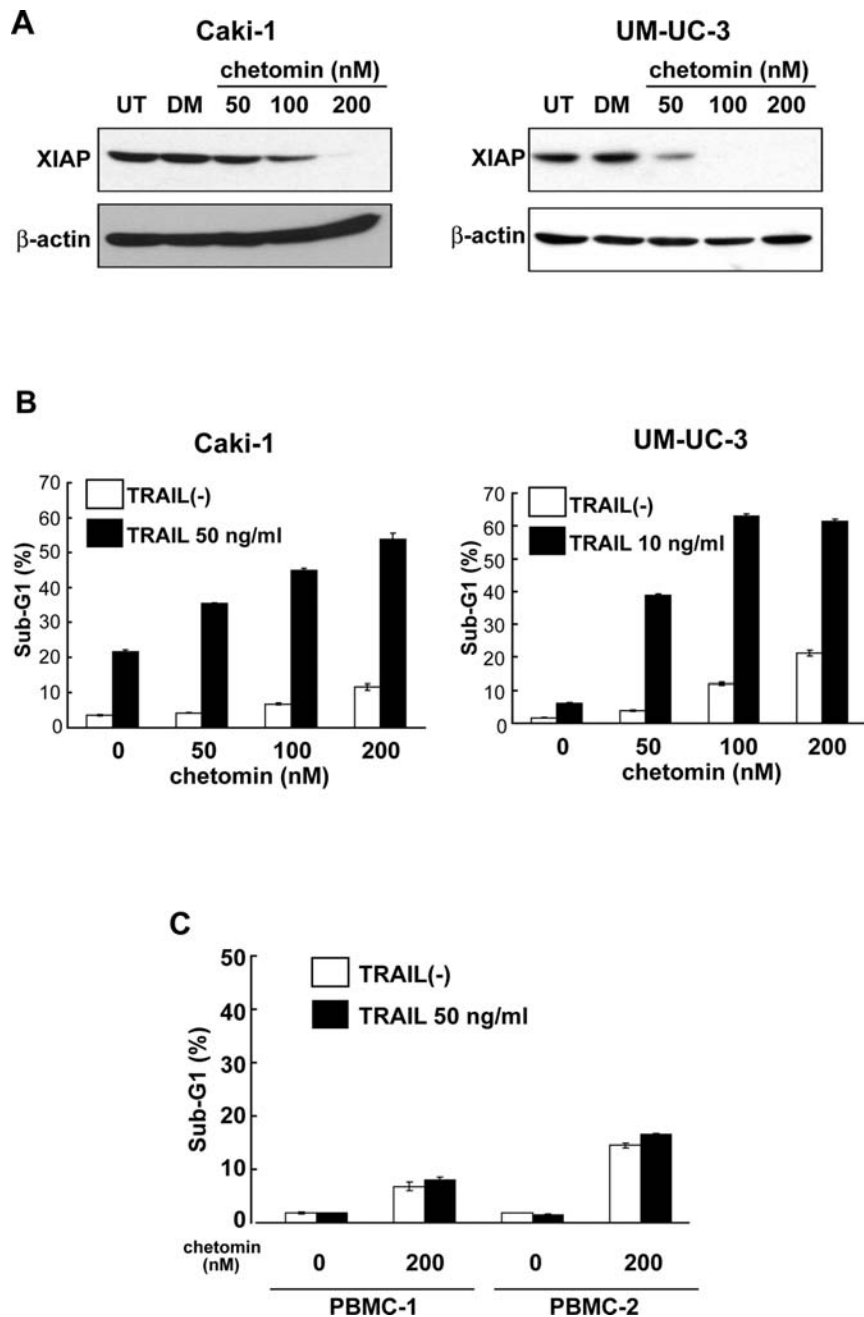 A
Caki-1
UM-UC-3
chetomin (nM)
UT DM 50 100 200
XIAP
β-actin
chetomin (nM)
UT DM 50 100 200
XIAP
β-actin
B
Caki-1
70
60
50
40
30
20
10
0
Sub-G1 (%)
TRAIL(-)
TRAIL 50 ng/ml
0 50 100 200
chetomin (nM)
UM-UC-3
70
60
50
40
30
20
10
0
Sub-G1 (%)
TRAIL(-)
TRAIL 10 ng/ml
0 50 100 200
chetomin (nM)
C
50
40
30
20
10
0
Sub-G1 (%)
TRAIL(-)
TRAIL 50 ng/ml
chetomin
(nM)
0 200 0 200
PBMC-1 PBMC-2